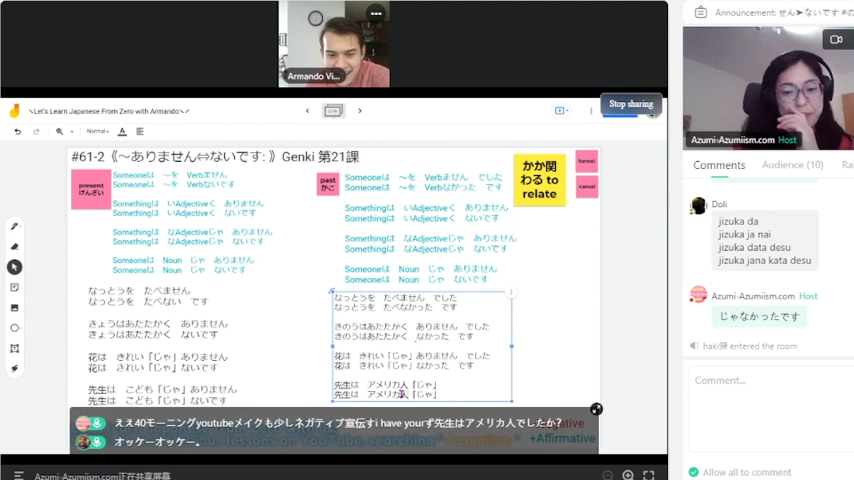 Armando Vi...
Announcement: せん➤ないです #の
Stop sharing
↘Let's Learn Japanese From Zero with Armando↘
Normal
#61-2《〜ありません⇔ないです: 》Genki 第21課
present
げんざい
Someoneは 〜を Verbません
Someoneは 〜を Verbないです
Somethingは いAdjectiveく ありません
Somethingは いAdjectiveく ないです
Somethingは なAdjectiveじゃ ありません
Somethingは なAdjectiveじゃ ないです
Someoneは Noun じゃ ありません
Someoneは Noun じゃ ないです
past
かこ
Someoneは 〜を Verbません でした
Someoneは 〜を Verbなかった です
Somethingは いAdjectiveく ありません
Somethingは いAdjectiveく ないです
Somethingは なAdjectiveじゃ ありません
Somethingは なAdjectiveじゃ ないです
Someoneは Noun じゃ ありません
Someoneは Noun じゃ ないです
かか関
わる to
relate
formal
casual
なっとうを たべません
なっとうを たべない です
きょうはあたたかく ありません
きょうはあたたかく ないです
花は きれい「じゃ」ありません
花は きれい「じゃ」ないです
先生は こども「じゃ」ありません
先生は こども「じゃ」ないです
なっとうを たべません でした
なっとうを たべなかった です
きのうはあたたかく ありません でした
きのうはあたたかく なかった です
花は きれい「じゃ」ありません でした
花は きれい「じゃ」なかった です
先生は アメリカ人「じゃ」
先生は アメリカ人「じゃ」
ええ40モーニングyoutubeメイクも少しネガティブ宣伝すi have yourず先生はアメリカ人でしたか?
オッケーオッケー。
+Affirmative
Azumi-Azumiism.com正在共享屏幕
Azumi-Azumiism.com Host
Comments
Audience (10)
Ra
Doli
jizuka da
jizuka ja nai
jizuka data desu
jizuka jana kata desu
Azumi-Azumiism.com Host
じゃなかったです
entered the room
Comment...
Allow all to comment